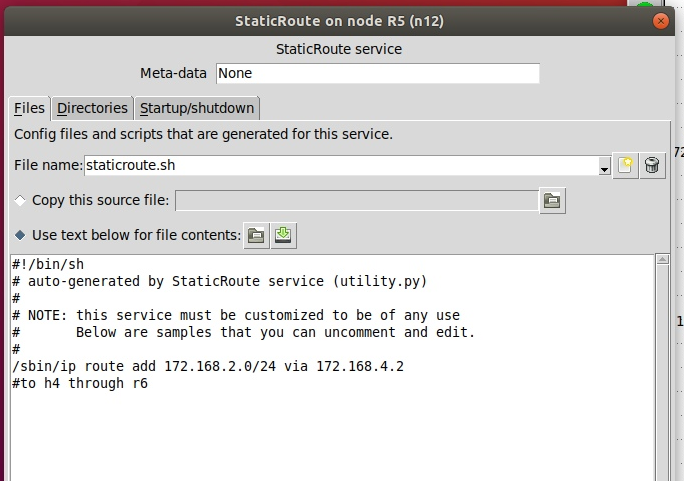 StaticRoute on node R5 (n12)
StaticRoute service
Meta-data None
Files Directories Startup/shutdown
Config files and scripts that are generated for this service.
File name: staticroute.sh
Copy this source file:
Use text below for file contents:
#!/bin/sh
# auto-generated by StaticRoute service (utility.py)
#
# NOTE: this service must be customized to be of any use
#       Below are samples that you can uncomment and edit.
#
/sbin/ip route add 172.168.2.0/24 via 172.168.4.2
#to h4 through r6